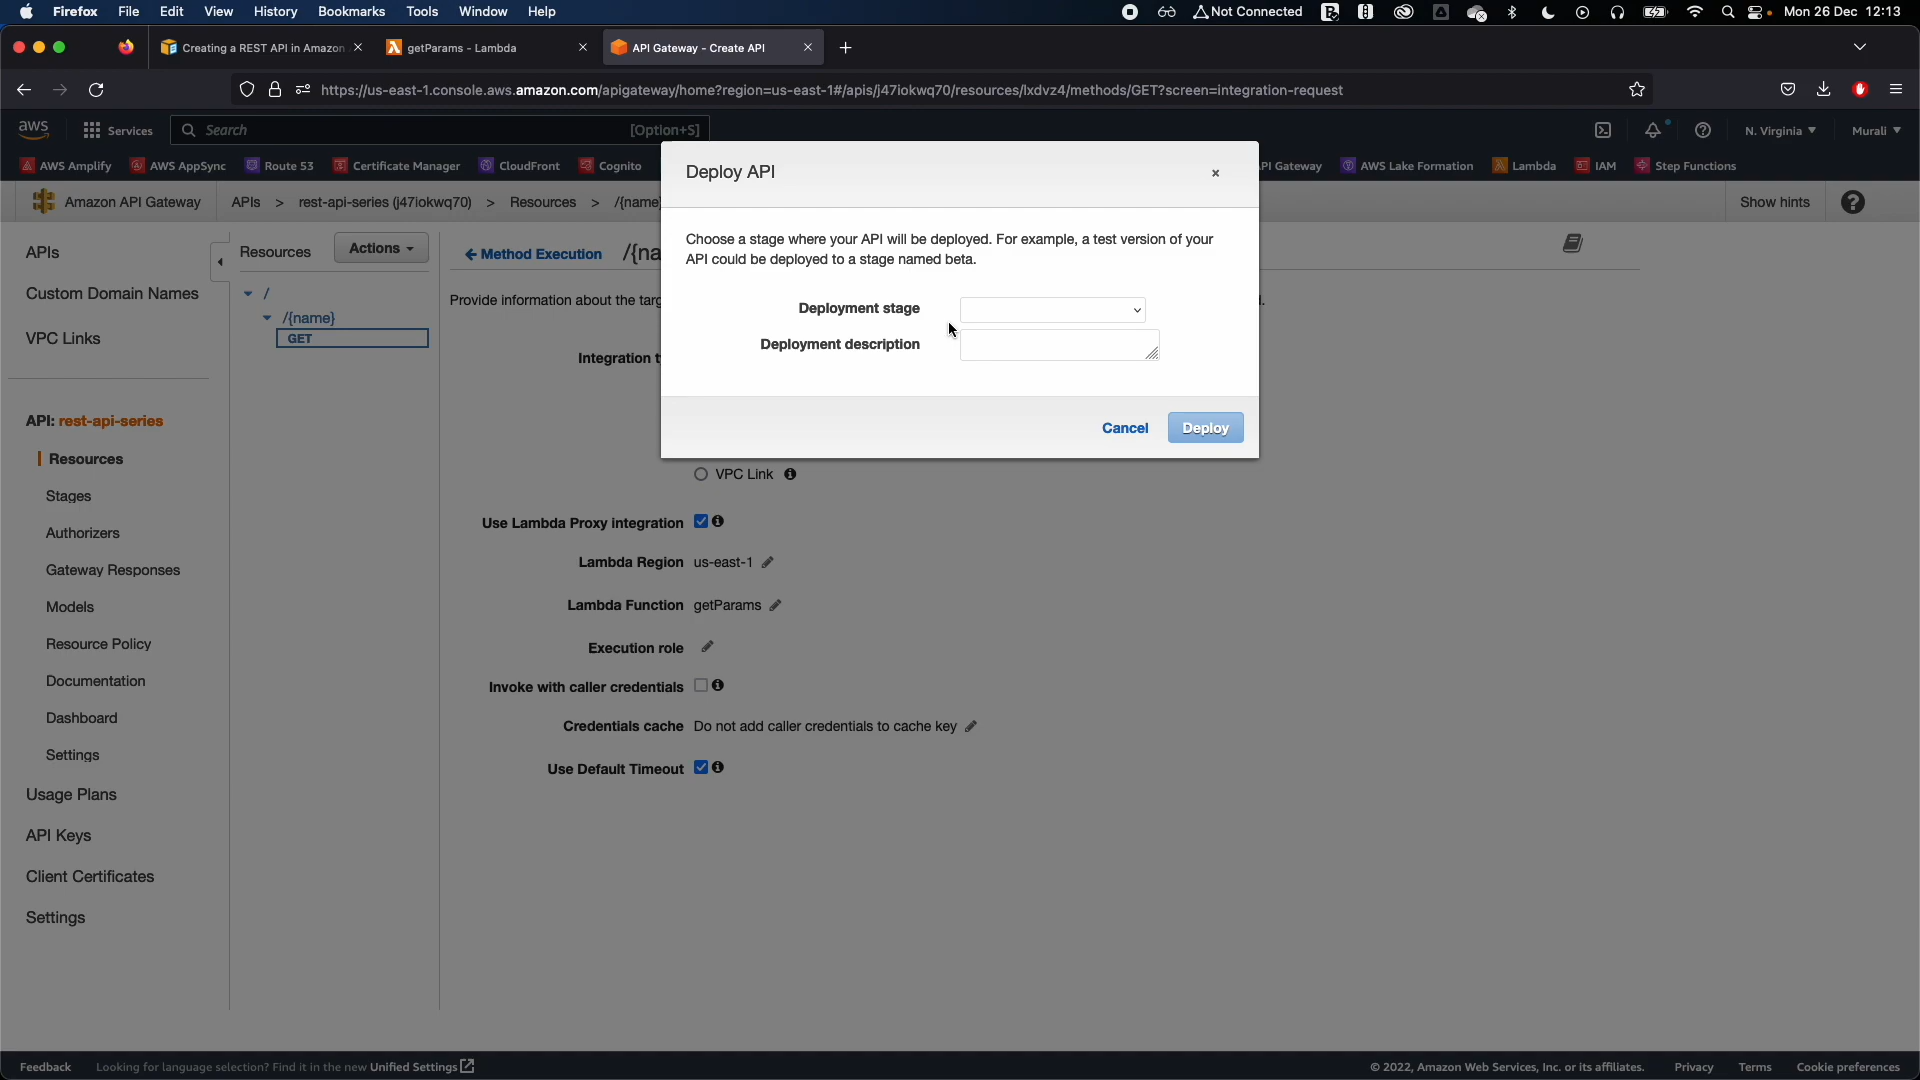 Firefox File Edit View History Bookmarks Tools Window Help Not Connected Mon 26 Dec 12:13
Creating a REST API in Amazon getParams - Lambda API Gateway - Create API
https://us-east-1.console.aws.amazon.com/apigateway/home?region=us-east-1#/apis/j47iokwq70/resources/lxdvz4/methods/GET?screen=integration-request
aws Services Search [Option+S] N. Virginia Murali
AWS Amplify AWS AppSync Route 53 Certificate Manager CloudFront Cognito PI Gateway AWS Lake Formation Lambda IAM Step Functions
Amazon API Gateway APIs > rest-api-series (j47iokwq70) > Resources > /{name} Show hints
Deploy API
Choose a stage where your API will be deployed. For example, a test version of your
API could be deployed to a stage named beta.
Deployment stage
Deployment description
Cancel Deploy
APIs
Custom Domain Names
VPC Links
API: rest-api-series
Resources
Stages
Authorizers
Gateway Responses
Models
Resource Policy
Documentation
Dashboard
Settings
Usage Plans
API Keys
Client Certificates
Settings
Resources Actions
/
/{name}
GET
Method Execution /{na
Provide information about the targ d.
Integration t
VPC Link
Use Lambda Proxy integration
Lambda Region us-east-1
Lambda Function getParams
Execution role
Invoke with caller credentials
Credentials cache Do not add caller credentials to cache key
Use Default Timeout
Feedback Looking for language selection? Find it in the new Unified Settings © 2022, Amazon Web Services, Inc. or its affiliates. Privacy Terms Cookie preferences